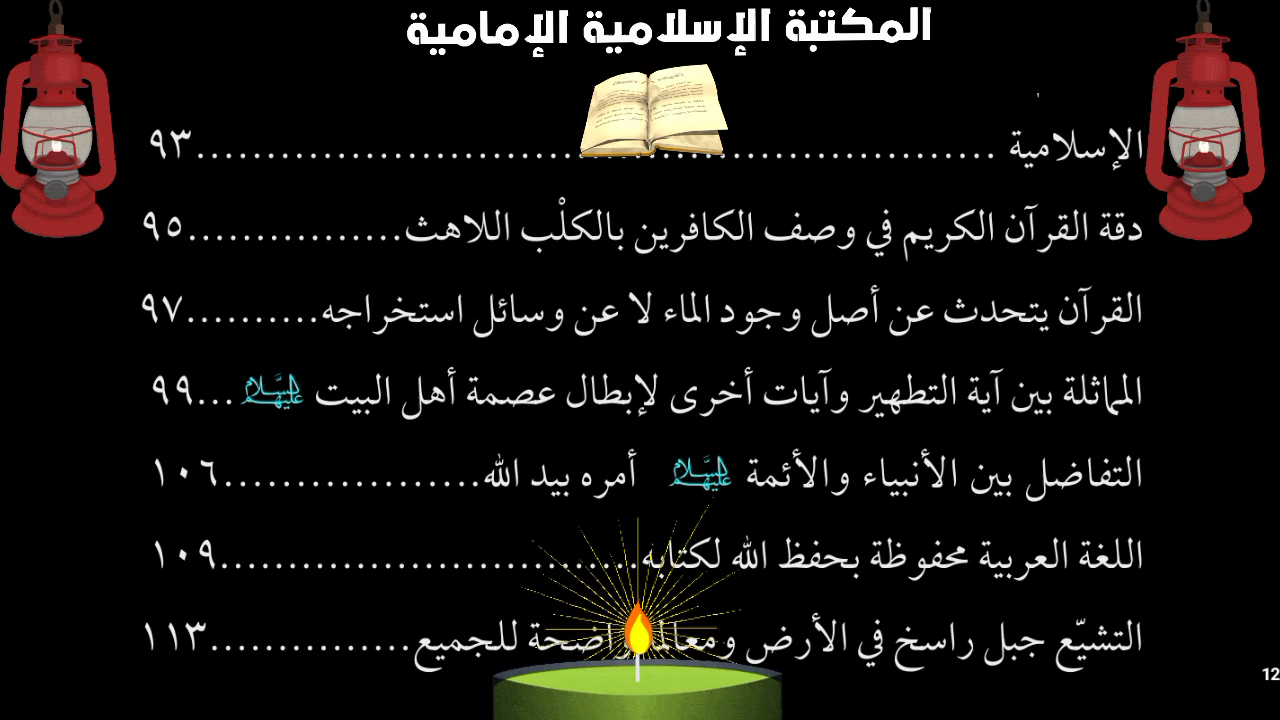 المكتبة الإسلامية الإمامية
الإسلامية ................................................ ٩٣
دقة القرآن الكريم في وصف الكافرين بالكلْب اللاهث................ ٩٥
القرآن يتحدث عن أصل وجود الماء لا عن وسائل استخراجه.......... ٩٧
المماثلة بين آية التطهير وآيات أخرى لإبطال عصمة أهل البيت عليهم السلام... ٩٩
التفاضل بين الأنبياء والأئمة عليهم السلام أمره بيد الله................... ١٠٦
اللغة العربية محفوظة بحفظ الله لكتابه............................... ١٠٩
التشيّع جبل راسخ في الأرض ومعالمه واضحة للجميع............... ١١٣
12